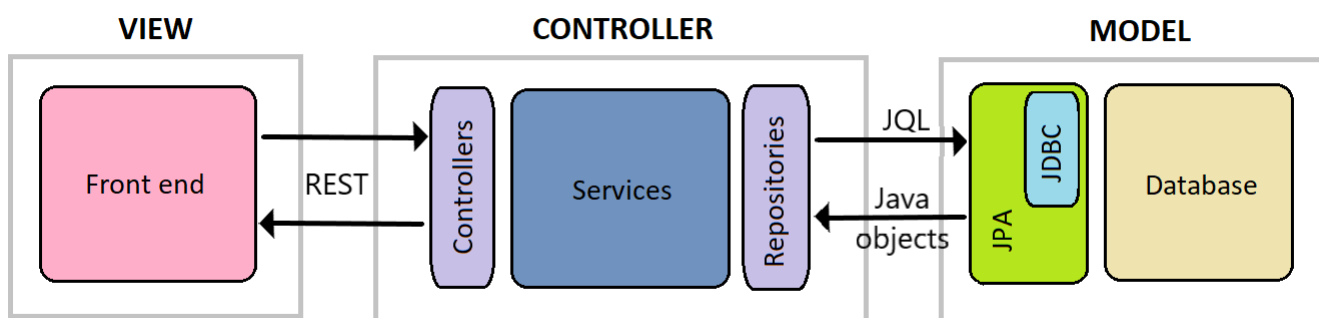 VIEW
CONTROLLER
MODEL
Front end
REST
Controllers
Services
Repositories
JQL
Java
objects
JPA
JDBC
Database